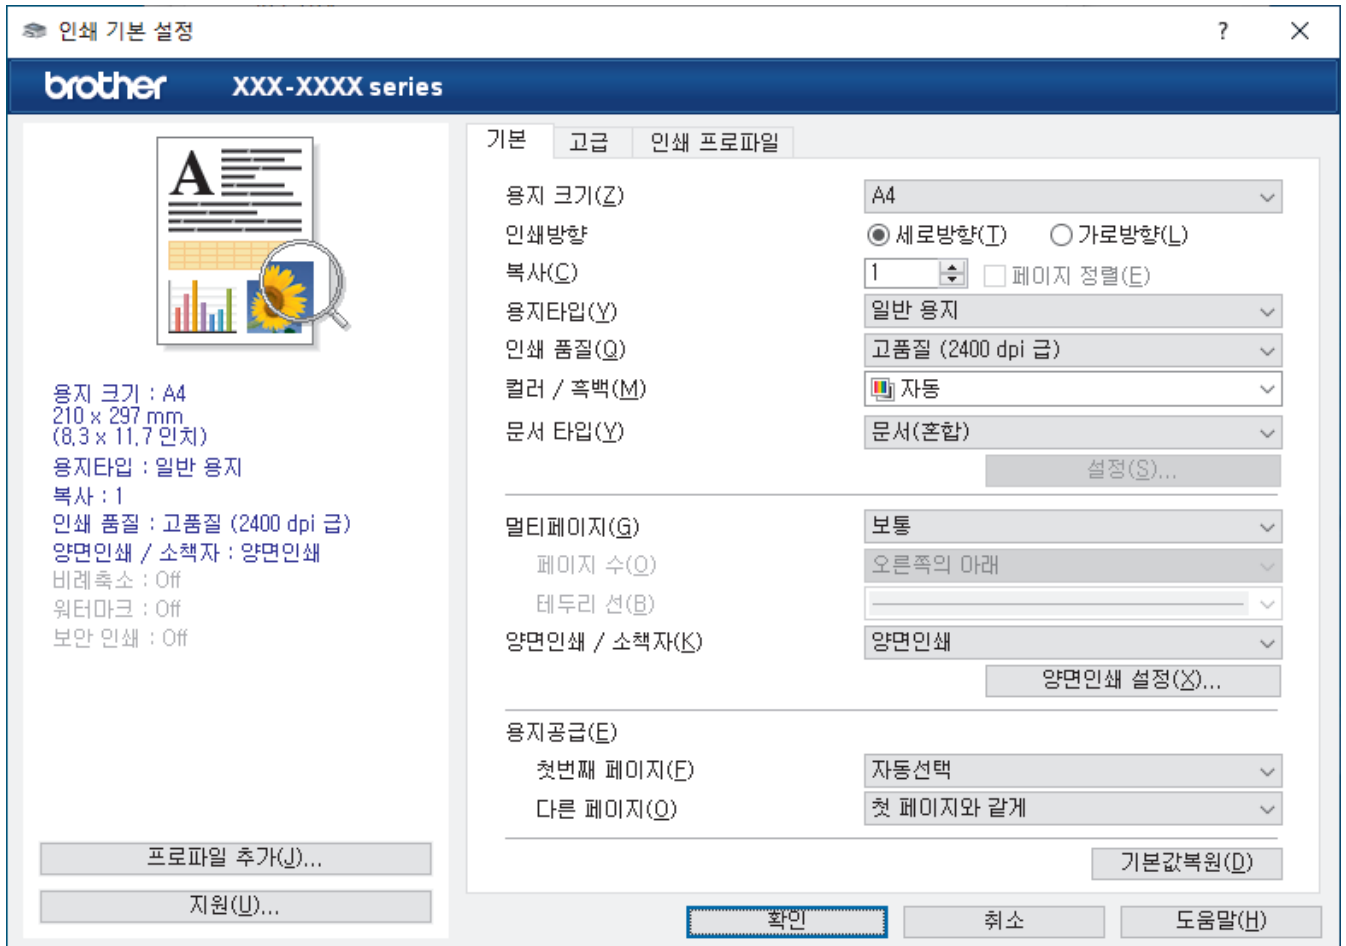 인쇄 기본 설정
?
brother XXX-XXXX series
A
용지 크기 : A4
210 x 297 mm
(8,3 x 11,7 인치)
용지타입 : 일반 용지
복사 : 1
인쇄 품질 : 고품질 (2400 dpi 급)
양면인쇄 / 소책자 : 양면인쇄
비례축소 : Off
워터마크 : Off
보안 인쇄 : Off
프로파일 추가(J)...
지원(U)...
기본 고급 인쇄 프로파일
용지 크기(Z) A4
인쇄방향 세로방향(T) 가로방향(L)
복사(C) 1 페이지 정렬(E)
용지타입(Y) 일반 용지
인쇄 품질(Q) 고품질 (2400 dpi 급)
컬러 / 흑백(M) 자동
문서 타입(Y) 문서(혼합)
설정(S)...
멀티페이지(G) 보통
페이지 수(O) 오른쪽의 아래
테두리 선(B)
양면인쇄 / 소책자(K) 양면인쇄
양면인쇄 설정(X)...
용지공급(E)
첫번째 페이지(F) 자동선택
다른 페이지(O) 첫 페이지와 같게
기본값복원(D)
확인 취소 도움말(H)